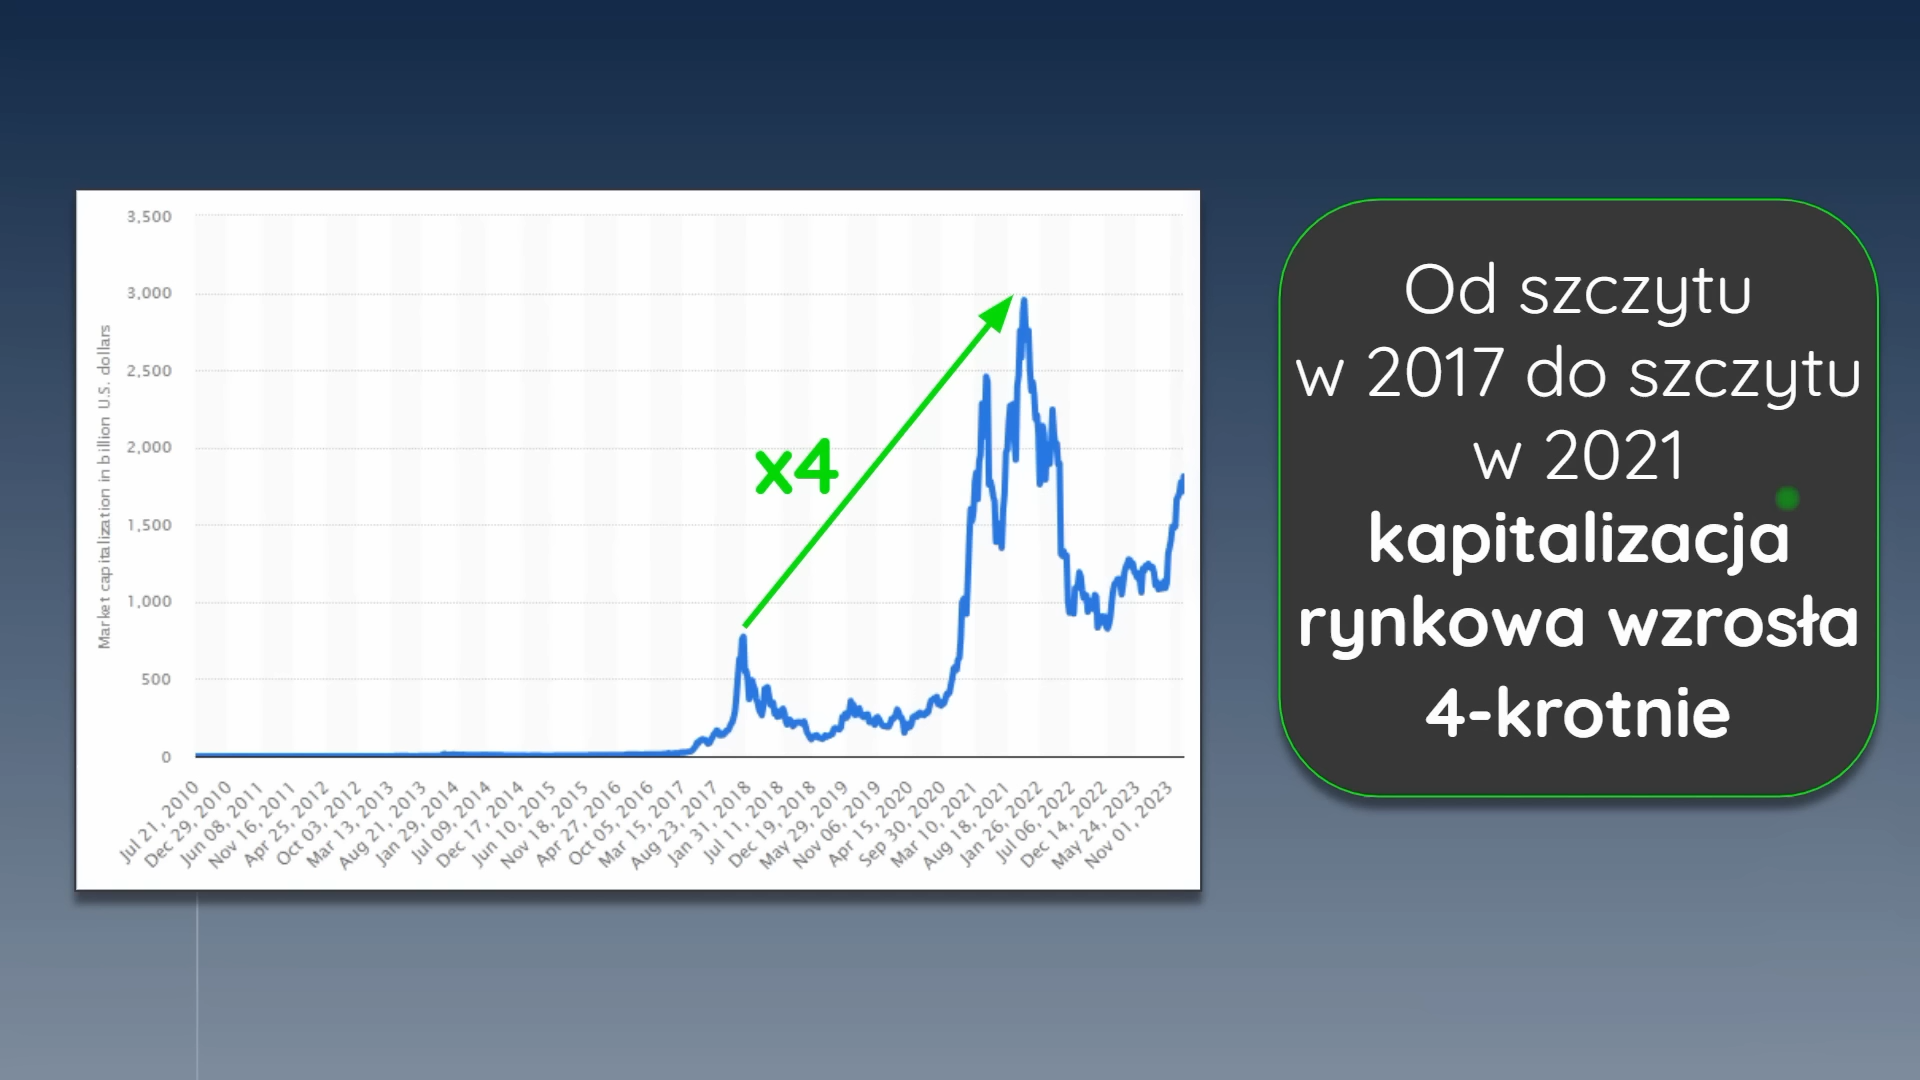 3,500
3,000
2,500
2,000
1,500
1,000
500
0
Market capitalization in billion U.S. dollars
x4
Jul 21, 2010
Dec 29, 2010
Jun 08, 2011
Nov 16, 2011
Apr 25, 2012
Oct 03, 2012
Mar 13, 2013
Aug 21, 2013
Jan 29, 2014
Jul 09, 2014
Dec 17, 2014
Jun 10, 2015
Nov 18, 2015
Apr 27, 2016
Oct 05, 2016
Mar 15, 2017
Aug 23, 2017
Jan 31, 2018
Jul 11, 2018
Dec 19, 2018
May 29, 2019
Nov 06, 2019
Apr 15, 2020
Sep 30, 2020
Mar 10, 2021
Aug 18, 2021
Jan 26, 2022
Jul 06, 2022
Dec 14, 2022
May 24, 2023
Nov 01, 2023
Od szczytu
w 2017 do szczytu
w 2021
kapitalizacja
rynkowa wzrosła
4-krotnie